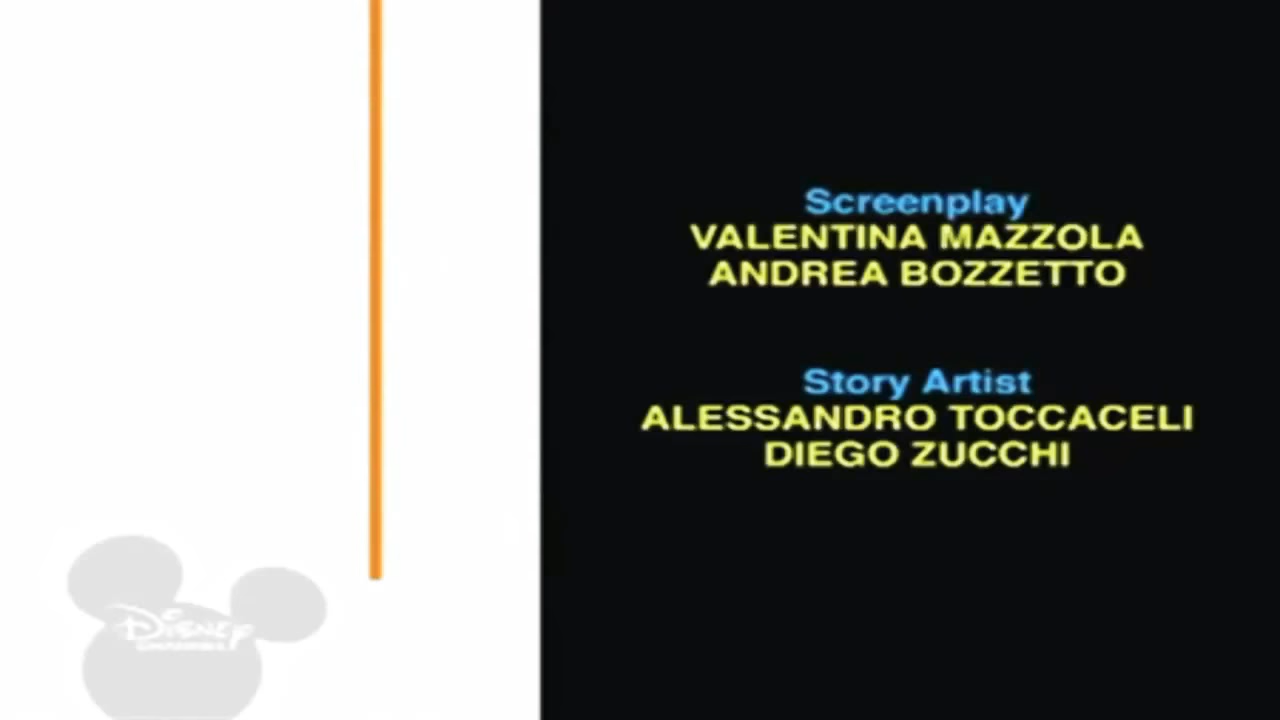 Screenplay
VALENTINA MAZZOLA
ANDREA BOZZETTO
Story Artist
ALESSANDRO TOCCACELI
DIEGO ZUCCHI
Disney